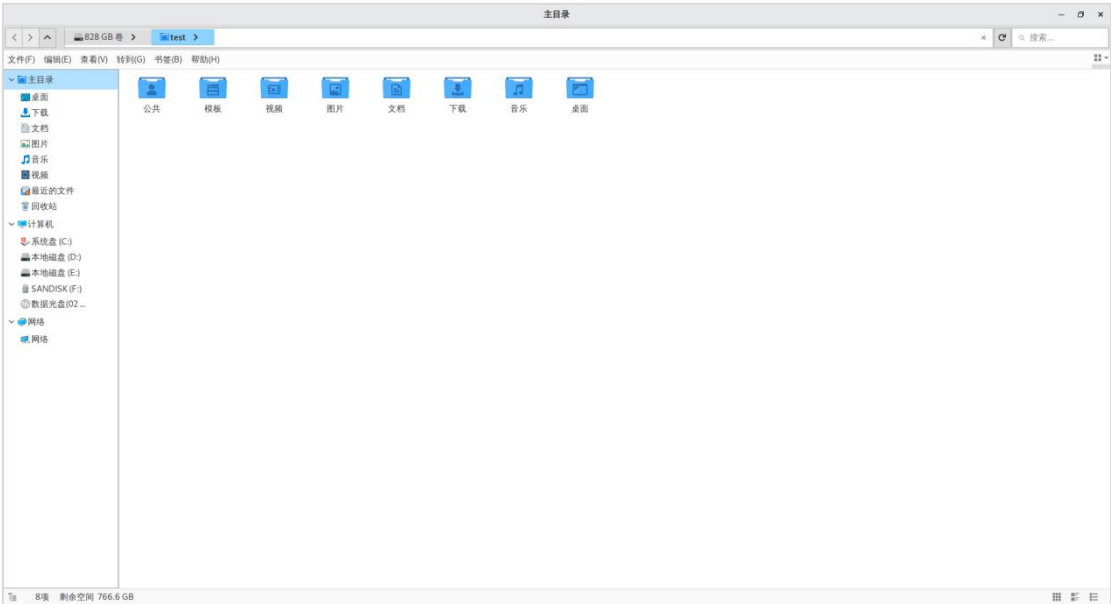 主目录
828 GB 卷
test
搜索...
文件(F) 编辑(E) 查看(V) 转到(G) 书签(B) 帮助(H)
主目录
桌面
下载
文档
图片
音乐
视频
最近的文件
回收站
计算机
系统盘 (C:)
本地磁盘 (D:)
本地磁盘 (E:)
SANDISK (F:)
数据光盘(02 ...
网络
网络
公共 模板 视频 图片 文档 下载 音乐 桌面
8项 剩余空间 766.6 GB